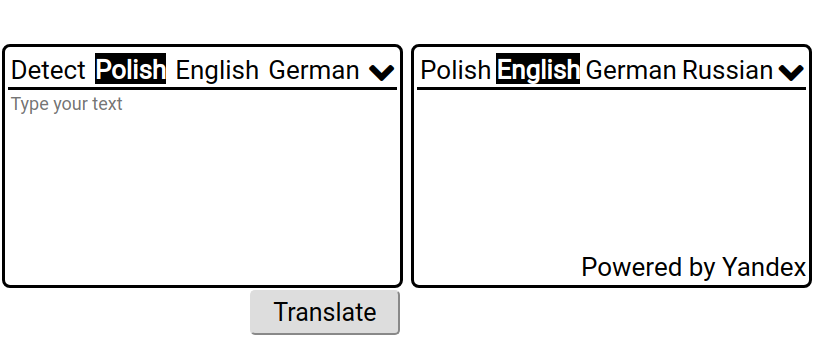 Detect Polish English German
Type your text
Translate
Polish English German Russian
Powered by Yandex